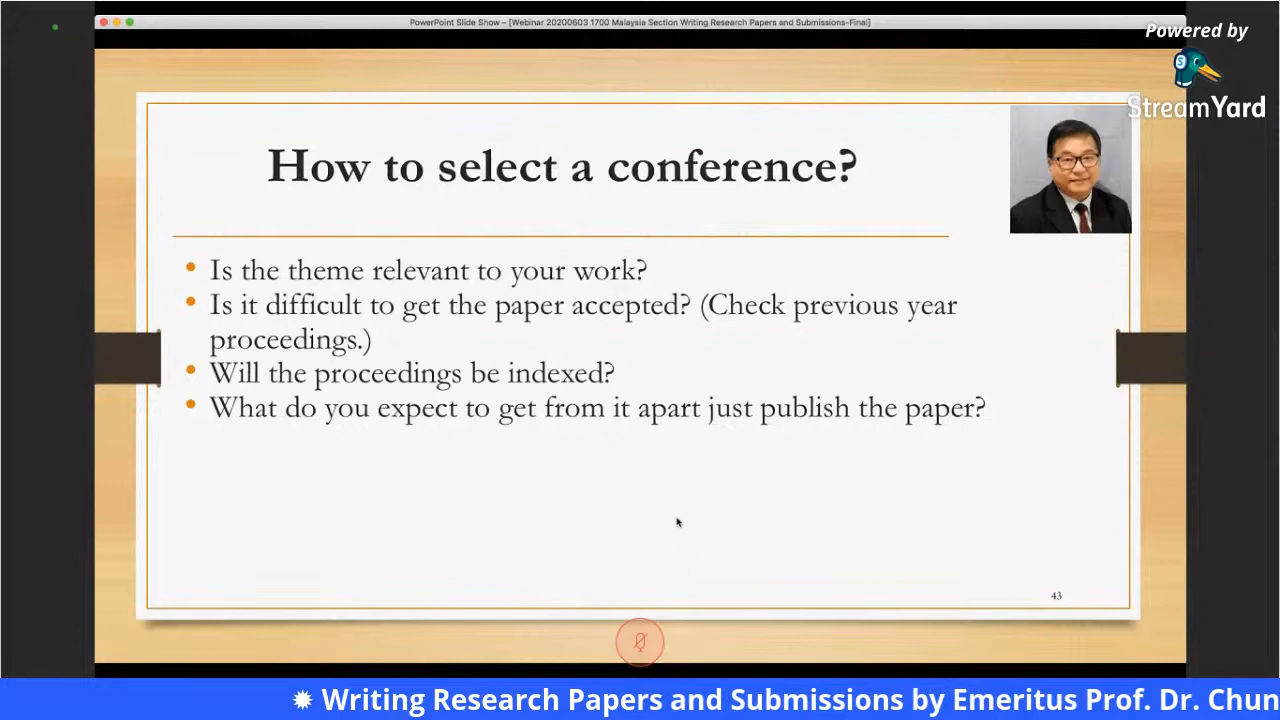 PowerPoint Slide Show – [Webinar 20200603 1700 Malaysia Section Writing Research Papers and Submissions-Final]
Powered by
StreamYard
How to select a conference?
• Is the theme relevant to your work?
• Is it difficult to get the paper accepted? (Check previous year
proceedings.)
• Will the proceedings be indexed?
• What do you expect to get from it apart just publish the paper?
43
✹ Writing Research Papers and Submissions by Emeritus Prof. Dr. Chun